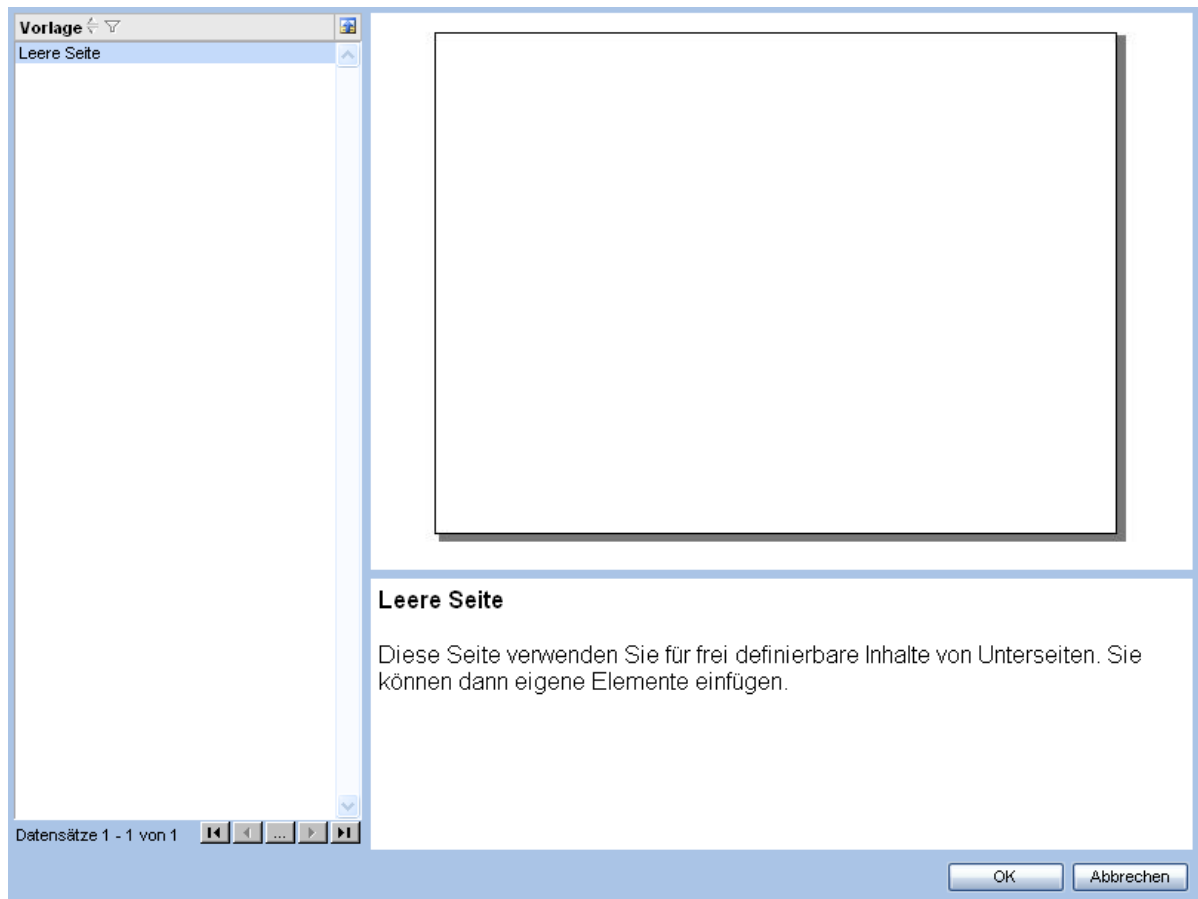 Vorlage
Leere Seite
Leere Seite
Diese Seite verwenden Sie für frei definierbare Inhalte von Unterseiten. Sie
können dann eigene Elemente einfügen.
Datensätze 1 - 1 von 1
...
OK
Abbrechen